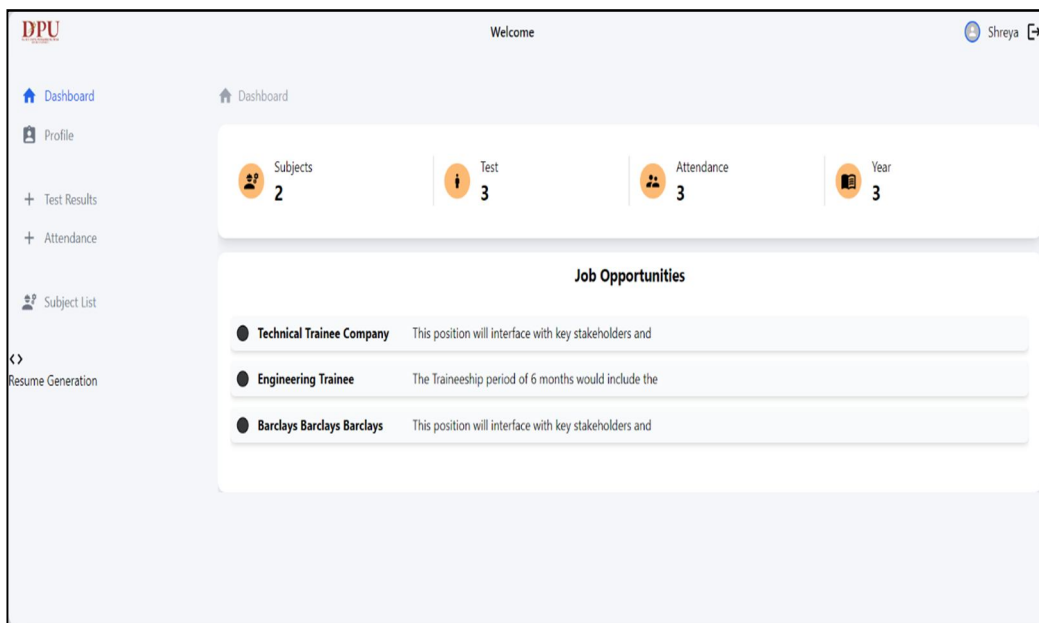 DPU
Welcome
Shreya
Dashboard
Profile
Test Results
Attendance
Subject List
Resume Generation
Dashboard
Subjects
2
Test
3
Attendance
3
Year
3
Job Opportunities
Technical Trainee Company This position will interface with key stakeholders and
Engineering Trainee The Traineeship period of 6 months would include the
Barclays Barclays Barclays This position will interface with key stakeholders and